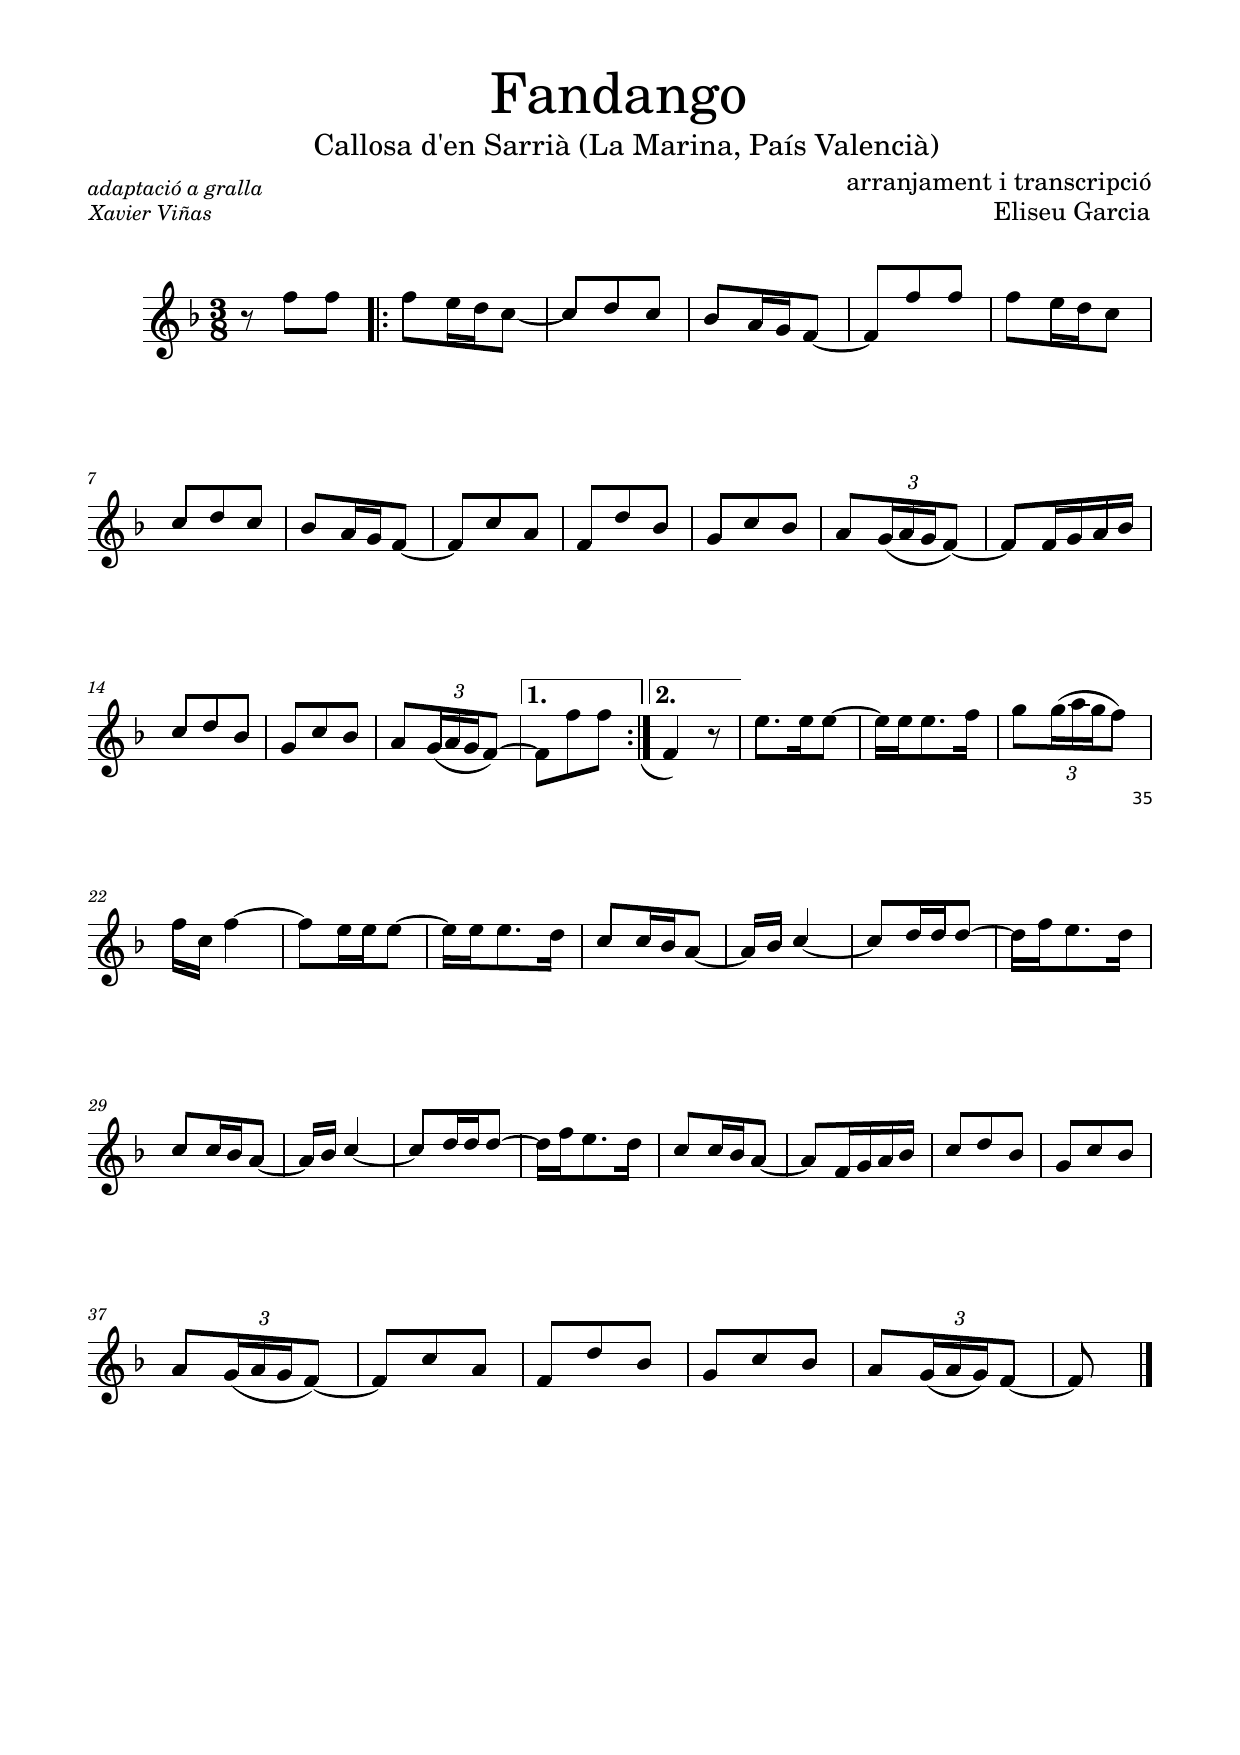 Fandango
Callosa d'en Sarrià (La Marina, País Valencià)
adaptació a gralla
Xavier Viñas
arranjament i transcripció
Eliseu Garcia
3
8
7
3
14
3
1.
2.
3
35
22
29
37
3
3